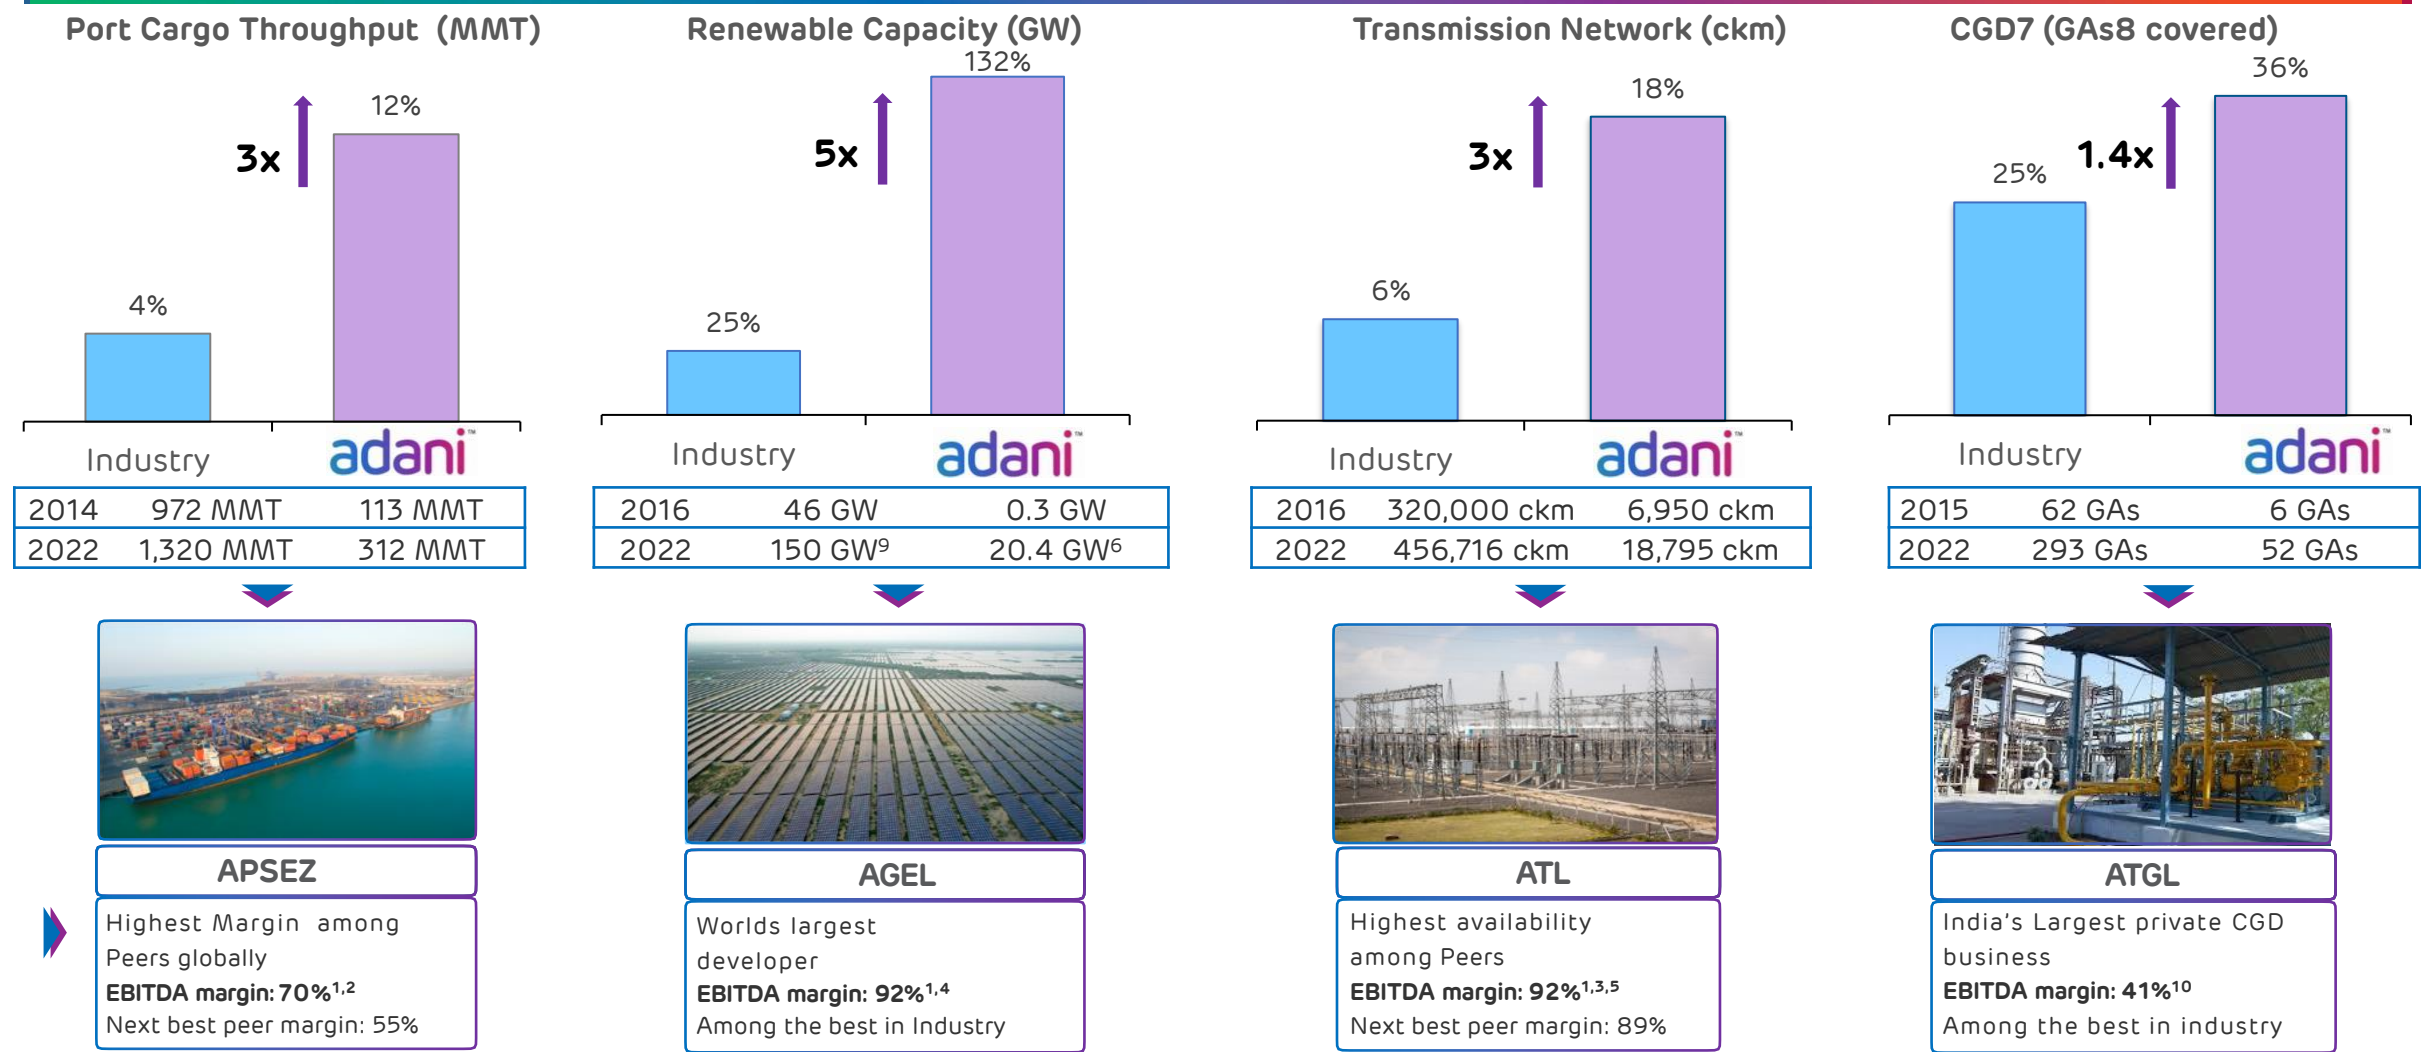 Port Cargo Throughput (MMT)
12%
3x
4%
Industry
adani™
2014 972 MMT 113 MMT
2022 1,320 MMT 312 MMT
APSEZ
Highest Margin among
Peers globally
EBITDA margin: 70%1,2
Next best peer margin: 55%
Renewable Capacity (GW)
132%
5x
25%
Industry
adani™
2016 46 GW 0.3 GW
2022 150 GW9 20.4 GW6
AGEL
Worlds largest
developer
EBITDA margin: 92%1,4
Among the best in Industry
Transmission Network (ckm)
18%
3x
6%
Industry
adani™
2016 320,000 ckm 6,950 ckm
2022 456,716 ckm 18,795 ckm
ATL
Highest availability
among Peers
EBITDA margin: 92%1,3,5
Next best peer margin: 89%
CGD7 (GAs8 covered)
36%
1.4x
25%
Industry
adani™
2015 62 GAs 6 GAs
2022 293 GAs 52 GAs
ATGL
India’s Largest private CGD
business
EBITDA margin: 41%10
Among the best in industry